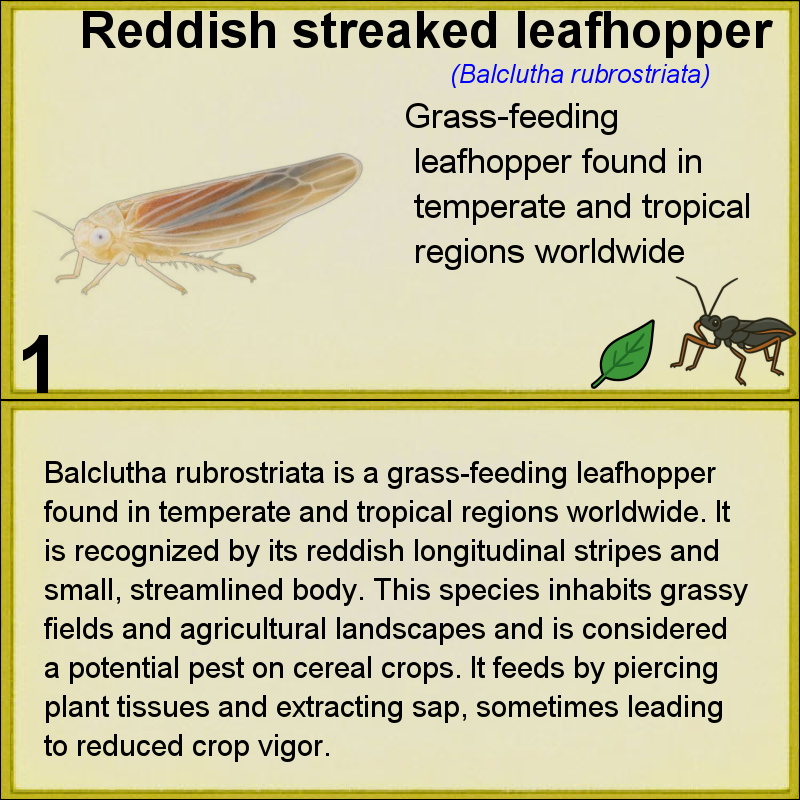 Reddish streaked leafhopper
(Balclutha rubrostriata)
Grass-feeding
leafhopper found in
temperate and tropical
regions worldwide
1
Balclutha rubrostriata is a grass-feeding leafhopper
found in temperate and tropical regions worldwide. It
is recognized by its reddish longitudinal stripes and
small, streamlined body. This species inhabits grassy
fields and agricultural landscapes and is considered
a potential pest on cereal crops. It feeds by piercing
plant tissues and extracting sap, sometimes leading
to reduced crop vigor.